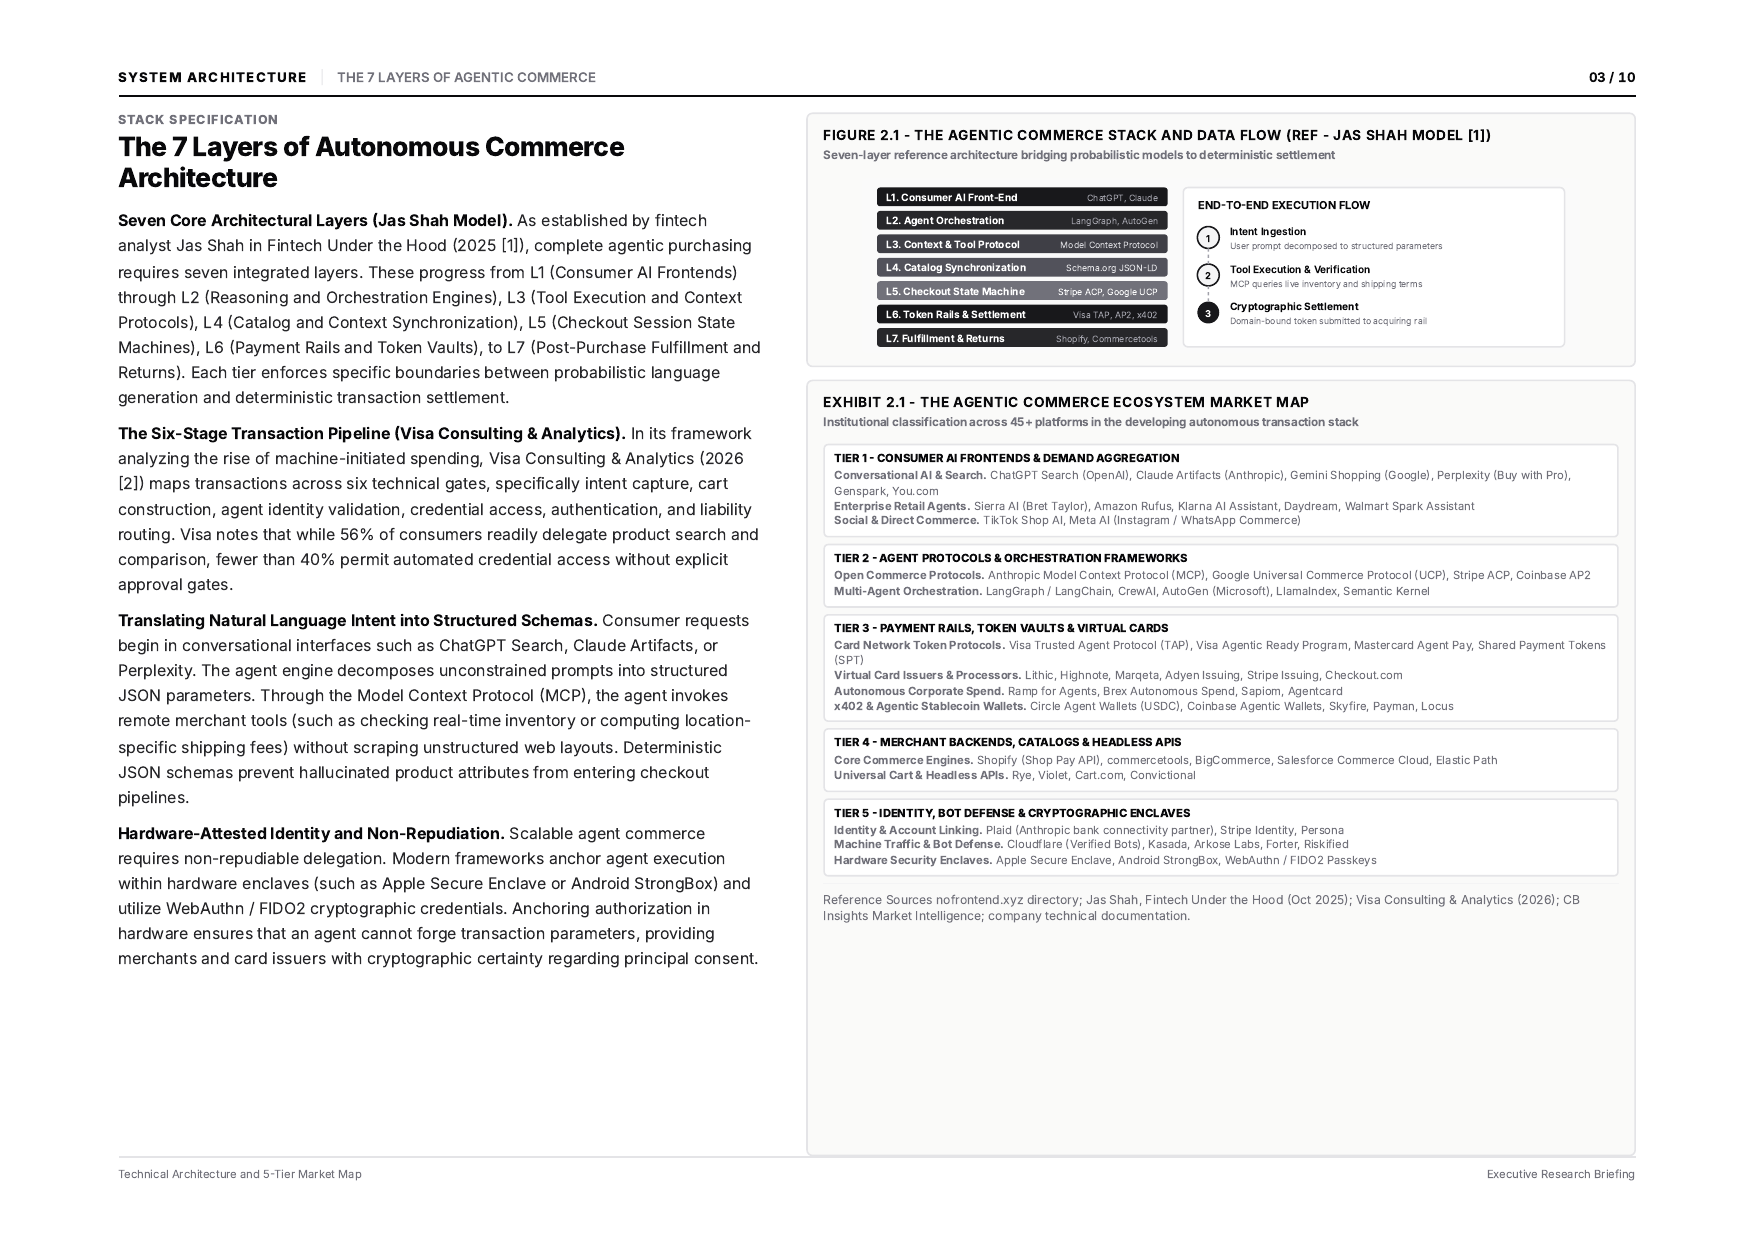 SYSTEM ARCHITECTURE THE 7 LAYERS OF AGENTIC COMMERCE 03 / 10
STACK SPECIFICATION
The 7 Layers of Autonomous Commerce
Architecture
Seven Core Architectural Layers (Jas Shah Model). As established by fintech
analyst Jas Shah in Fintech Under the Hood (2025 [1]), complete agentic purchasing
requires seven integrated layers. These progress from L1 (Consumer AI Frontends)
through L2 (Reasoning and Orchestration Engines), L3 (Tool Execution and Context
Protocols), L4 (Catalog and Context Synchronization), L5 (Checkout Session State
Machines), L6 (Payment Rails and Token Vaults), to L7 (Post-Purchase Fulfillment and
Returns). Each tier enforces specific boundaries between probabilistic language
generation and deterministic transaction settlement.
The Six-Stage Transaction Pipeline (Visa Consulting & Analytics). In its framework
analyzing the rise of machine-initiated spending, Visa Consulting & Analytics (2026
[2]) maps transactions across six technical gates, specifically intent capture, cart
construction, agent identity validation, credential access, authentication, and liability
routing. Visa notes that while 56% of consumers readily delegate product search and
comparison, fewer than 40% permit automated credential access without explicit
approval gates.
Translating Natural Language Intent into Structured Schemas. Consumer requests
begin in conversational interfaces such as ChatGPT Search, Claude Artifacts, or
Perplexity. The agent engine decomposes unconstrained prompts into structured
JSON parameters. Through the Model Context Protocol (MCP), the agent invokes
remote merchant tools (such as checking real-time inventory or computing location-
specific shipping fees) without scraping unstructured web layouts. Deterministic
JSON schemas prevent hallucinated product attributes from entering checkout
pipelines.
Hardware-Attested Identity and Non-Repudiation. Scalable agent commerce
requires non-repudiable delegation. Modern frameworks anchor agent execution
within hardware enclaves (such as Apple Secure Enclave or Android StrongBox) and
utilize WebAuthn / FIDO2 cryptographic credentials. Anchoring authorization in
hardware ensures that an agent cannot forge transaction parameters, providing
merchants and card issuers with cryptographic certainty regarding principal consent.
FIGURE 2.1 - THE AGENTIC COMMERCE STACK AND DATA FLOW (REF - JAS SHAH MODEL [1])
Seven-layer reference architecture bridging probabilistic models to deterministic settlement
L1. Consumer AI Front-End ChatGPT, Claude
L2. Agent Orchestration LangGraph, AutoGen
L3. Context & Tool Protocol Model Context Protocol
L4. Catalog Synchronization Schema.org JSON-LD
L5. Checkout State Machine Stripe ACP, Google UCP
L6. Token Rails & Settlement Visa TAP, AP2, x402
L7. Fulfillment & Returns Shopify, Commercetools
END-TO-END EXECUTION FLOW
1 Intent Ingestion
User prompt decomposed to structured parameters
2 Tool Execution & Verification
MCP queries live inventory and shipping terms
3 Cryptographic Settlement
Domain-bound token submitted to acquiring rail
EXHIBIT 2.1 - THE AGENTIC COMMERCE ECOSYSTEM MARKET MAP
Institutional classification across 45+ platforms in the developing autonomous transaction stack
TIER 1 - CONSUMER AI FRONTENDS & DEMAND AGGREGATION
Conversational AI & Search. ChatGPT Search (OpenAI), Claude Artifacts (Anthropic), Gemini Shopping (Google), Perplexity (Buy with Pro),
Genspark, You.com
Enterprise Retail Agents. Sierra AI (Bret Taylor), Amazon Rufus, Klarna AI Assistant, Daydream, Walmart Spark Assistant
Social & Direct Commerce. TikTok Shop AI, Meta AI (Instagram / WhatsApp Commerce)
TIER 2 - AGENT PROTOCOLS & ORCHESTRATION FRAMEWORKS
Open Commerce Protocols. Anthropic Model Context Protocol (MCP), Google Universal Commerce Protocol (UCP), Stripe ACP, Coinbase AP2
Multi-Agent Orchestration. LangGraph / LangChain, CrewAI, AutoGen (Microsoft), LlamaIndex, Semantic Kernel
TIER 3 - PAYMENT RAILS, TOKEN VAULTS & VIRTUAL CARDS
Card Network Token Protocols. Visa Trusted Agent Protocol (TAP), Visa Agentic Ready Program, Mastercard Agent Pay, Shared Payment Tokens
(SPT)
Virtual Card Issuers & Processors. Lithic, Highnote, Marqeta, Adyen Issuing, Stripe Issuing, Checkout.com
Autonomous Corporate Spend. Ramp for Agents, Brex Autonomous Spend, Sapiom, Agentcard
x402 & Agentic Stablecoin Wallets. Circle Agent Wallets (USDC), Coinbase Agentic Wallets, Skyfire, Payman, Locus
TIER 4 - MERCHANT BACKENDS, CATALOGS & HEADLESS APIS
Core Commerce Engines. Shopify (Shop Pay API), commercetools, BigCommerce, Salesforce Commerce Cloud, Elastic Path
Universal Cart & Headless APIs. Rye, Violet, Cart.com, Convictional
TIER 5 - IDENTITY, BOT DEFENSE & CRYPTOGRAPHIC ENCLAVES
Identity & Account Linking. Plaid (Anthropic bank connectivity partner), Stripe Identity, Persona
Machine Traffic & Bot Defense. Cloudflare (Verified Bots), Kasada, Arkose Labs, Forter, Riskified
Hardware Security Enclaves. Apple Secure Enclave, Android StrongBox, WebAuthn / FIDO2 Passkeys
Reference Sources nofrontend.xyz directory; Jas Shah, Fintech Under the Hood (Oct 2025); Visa Consulting & Analytics (2026); CB
Insights Market Intelligence; company technical documentation.
Technical Architecture and 5-Tier Market Map Executive Research Briefing